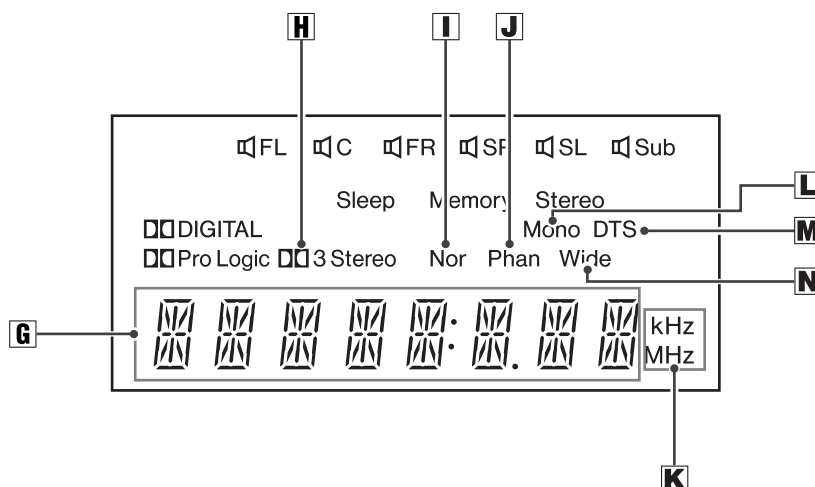 H I J
FL C FR SR SL Sub
Sleep Memory Stereo
L
DIGITAL Mono DTS
M
Pro Logic 3 Stereo Nor Phan Wide
N
G
kHz
MHz
K